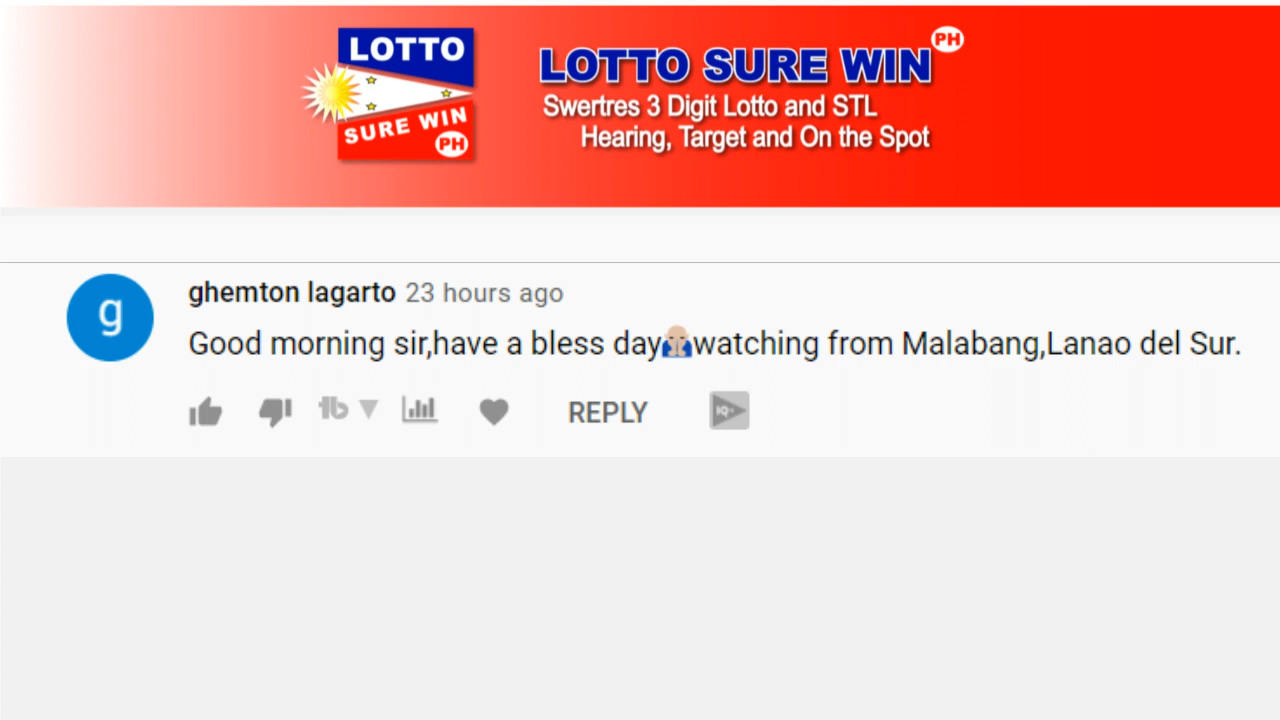 LOTTO
SURE WIN
PH
LOTTO SURE WIN PH
Swertres 3 Digit Lotto and STL
Hearing, Target and On the Spot
g
ghemton lagarto 23 hours ago
Good morning sir,have a bless day🙏watching from Malabang,Lanao del Sur.
tb
REPLY
IQ+